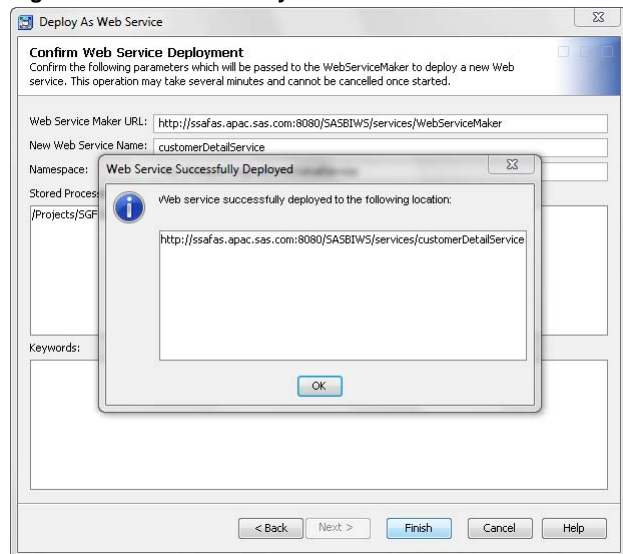 Deploy As Web Service
Confirm Web Service Deployment
Confirm the following parameters which will be passed to the WebServiceMaker to deploy a new Web
service. This operation may take several minutes and cannot be cancelled once started.
Web Service Maker URL: http://ssafas.apac.sas.com:8080/SASBIWS/services/WebServiceMaker
New Web Service Name: customerDetailService
Namespace:
Stored Process
/Projects/SGF
Web Service Successfully Deployed
Web service successfully deployed to the following location:
http://ssafas.apac.sas.com:8080/SASBIWS/services/customerDetailService
OK
Keywords:
< Back Next > Finish Cancel Help